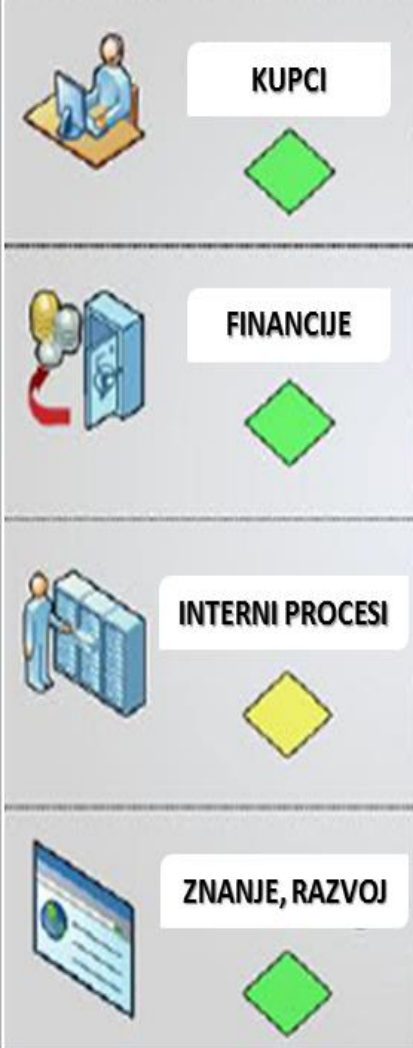 KUPCI
FINANCIJE
INTERNI PROCESI
ZNANJE, RAZVOJ